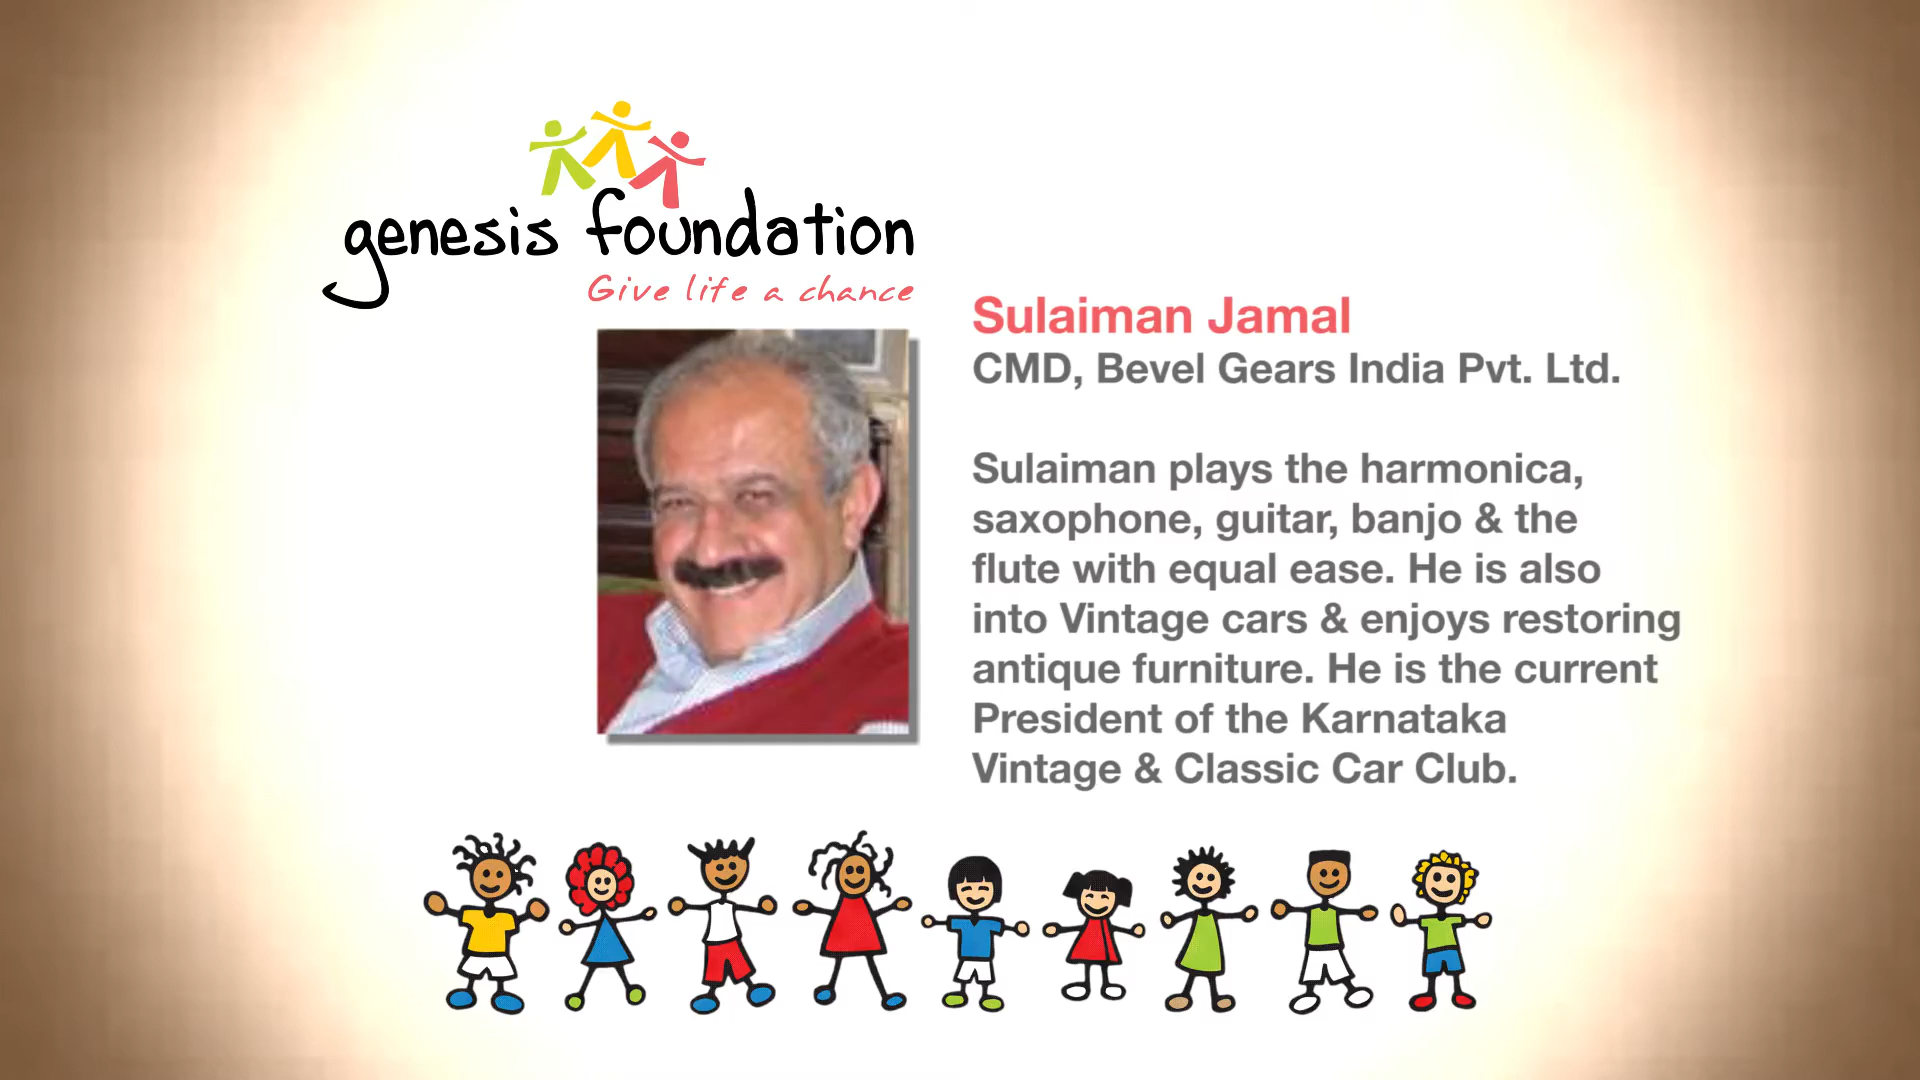 genesis foundation
Give life a chance
Sulaiman Jamal
CMD, Bevel Gears India Pvt. Ltd.
Sulaiman plays the harmonica,
saxophone, guitar, banjo & the
flute with equal ease. He is also
into Vintage cars & enjoys restoring
antique furniture. He is the current
President of the Karnataka
Vintage & Classic Car Club.